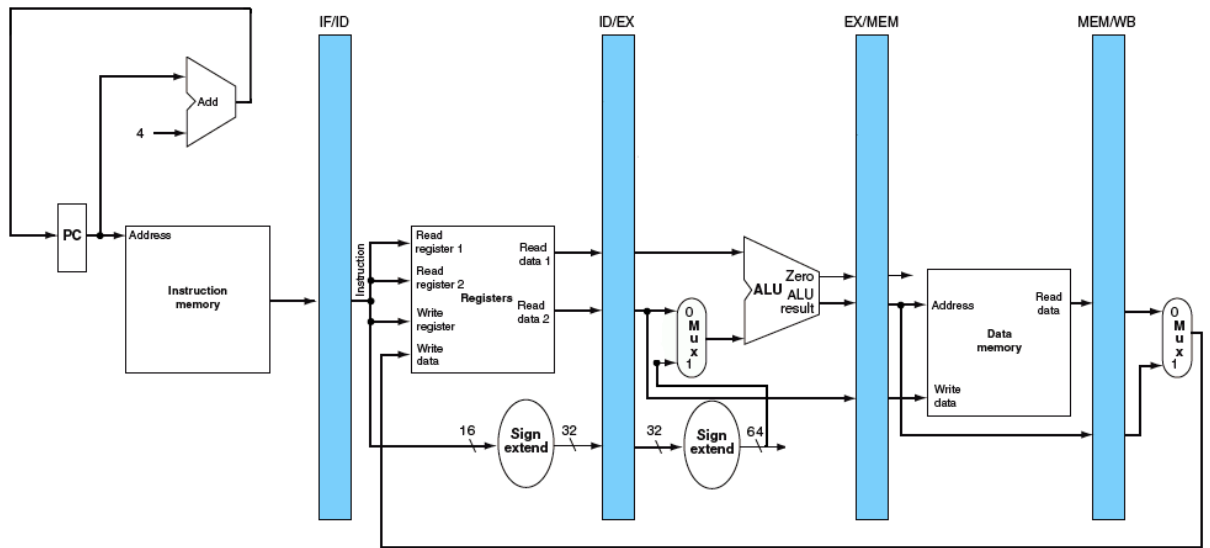 IF/ID
ID/EX
EX/MEM
MEM/WB
Add
4
PC
Address
Instruction
memory
Instruction
Read
register 1
Read
register 2
Write
register
Write
data
Registers
Read
data 1
Read
data 2
16
Sign
extend
32
0
M
u
x
1
32
Sign
extend
64
ALU
Zero
ALU
result
Address
Write
data
Data
memory
Read
data
0
M
u
x
1